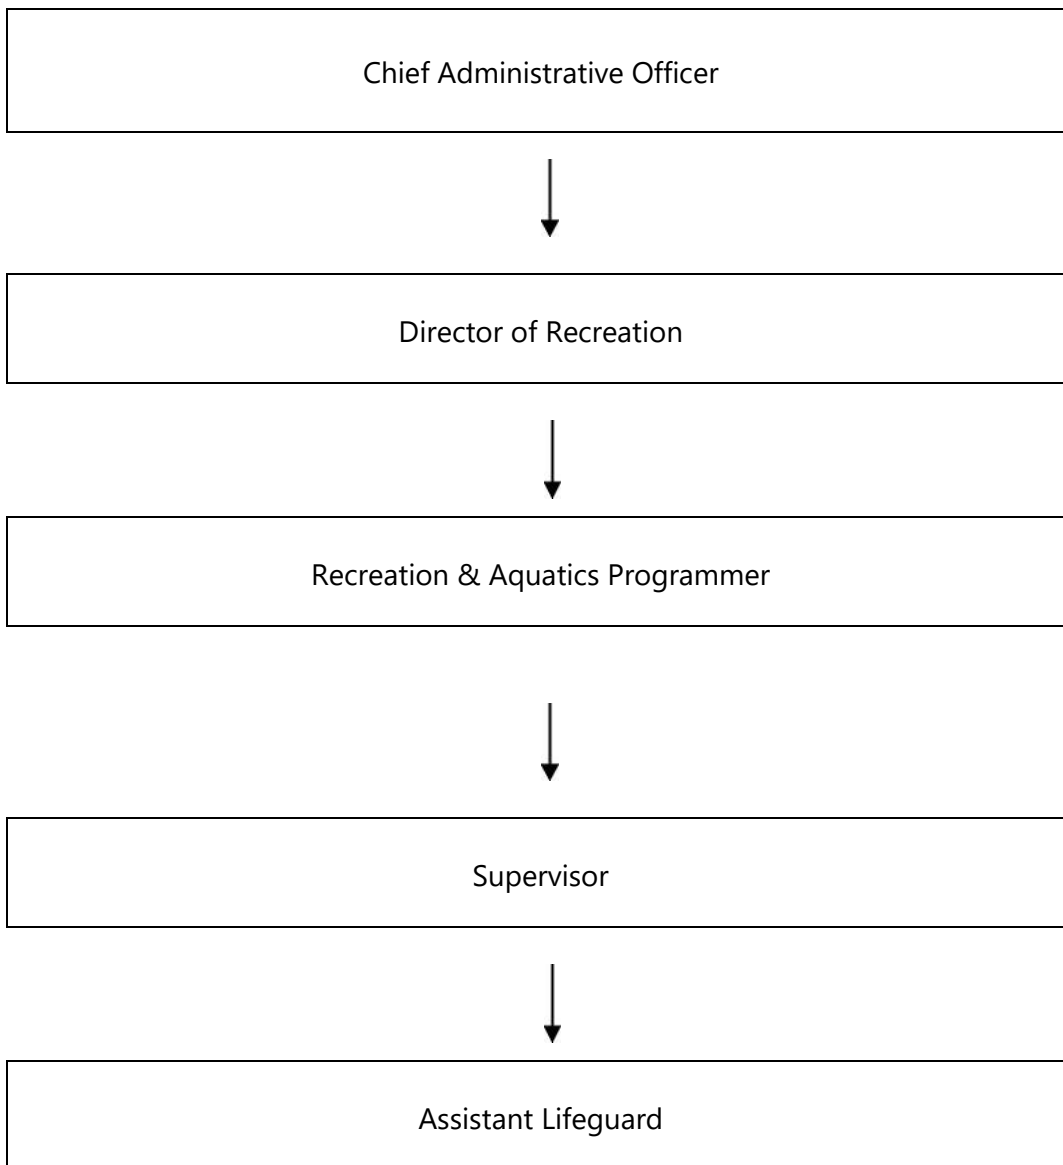 Chief Administrative Officer
Director of Recreation
Recreation & Aquatics Programmer
Supervisor
Assistant Lifeguard